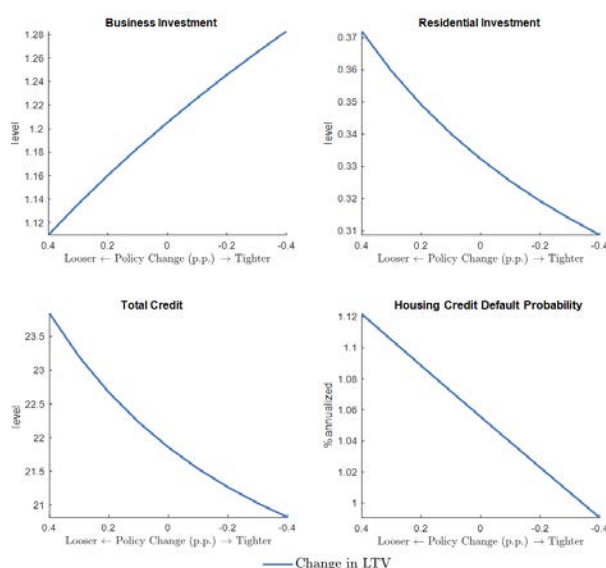 Business Investment
level
1.28
1.26
1.24
1.22
1.2
1.18
1.16
1.14
1.12
0.4 0.2 0 -0.2 -0.4
Looser ← Policy Change (p.p.) → Tighter
Residential Investment
level
0.37
0.36
0.35
0.34
0.33
0.32
0.31
0.4 0.2 0 -0.2 -0.4
Looser ← Policy Change (p.p.) → Tighter
Total Credit
level
23.5
23
22.5
22
21.5
21
0.4 0.2 0 -0.2 -0.4
Looser ← Policy Change (p.p.) → Tighter
Housing Credit Default Probability
% annualized
1.12
1.1
1.08
1.06
1.04
1.02
1
0.4 0.2 0 -0.2 -0.4
Looser ← Policy Change (p.p.) → Tighter
Change in LTV